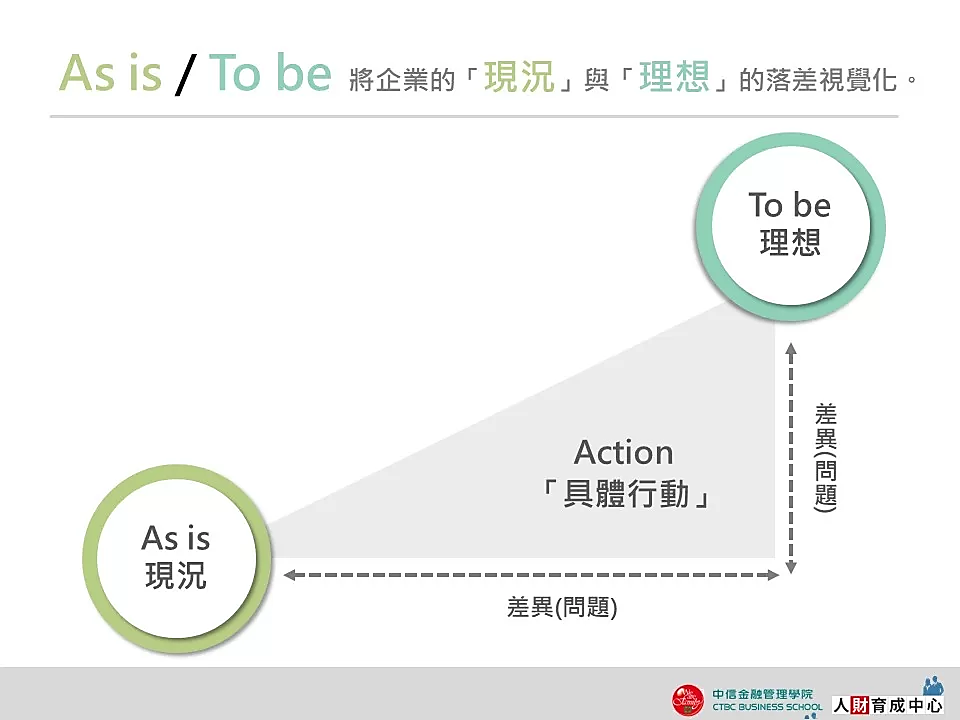 As is / To be 將企業的「現況」與「理想」的落差視覺化。
To be
理想
差異(問題)
Action
「具體行動」
As is
現況
差異(問題)
中信金融管理學院
CTBC BUSINESS SCHOOL
人財育成中心